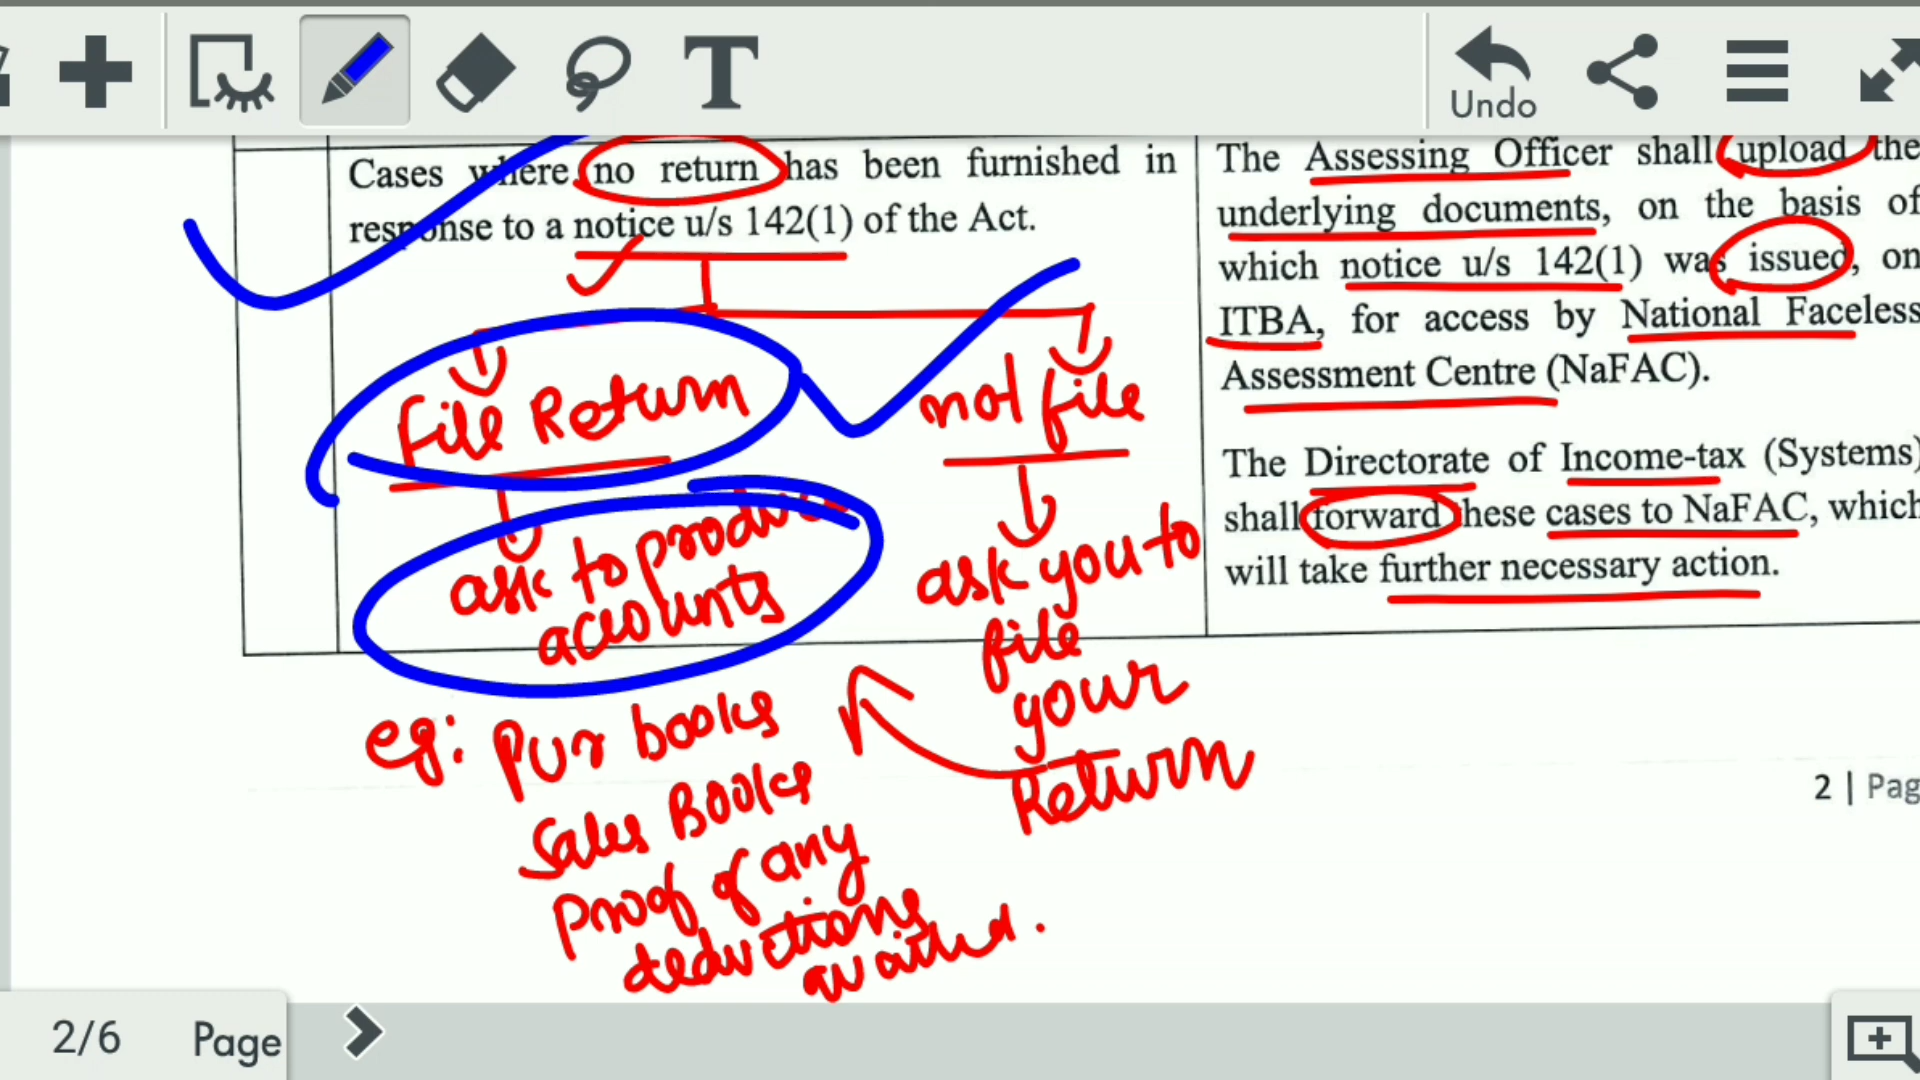 Undo
Cases where no return has been furnished in
response to a notice u/s 142(1) of the Act.
The Assessing Officer shall upload the
underlying documents, on the basis of
which notice u/s 142(1) was issued, on
ITBA, for access by National Faceless
Assessment Centre (NaFAC).
The Directorate of Income-tax (Systems)
shall forward these cases to NaFAC, which
will take further necessary action.
File Return
ask to produce
accounts
eg: Pur books
Sales Books
Proof of any
deductions
availed.
not file
ask you to
file
your
Return
2 | Pag
2/6 Page